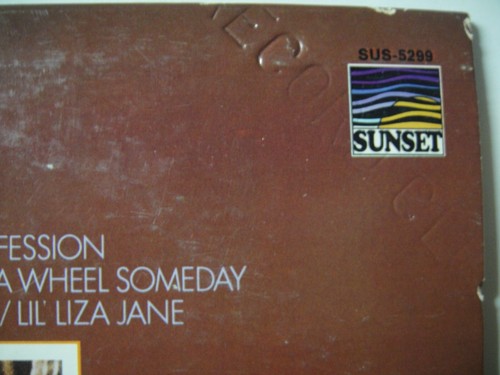 SUS-5299
SUNSET
FESSION
A WHEEL SOMEDAY
/ LIL' LIZA JANE